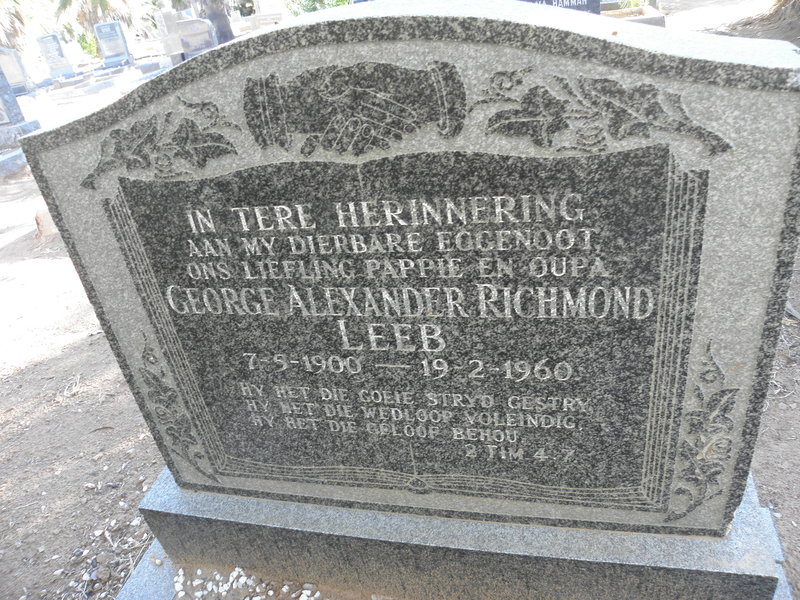 HAMMAN
IN TERE HERINNERING
AAN MY DIERBARE EGGENOOT,
ONS LIEFLING PAPPIE EN OUPA
GEORGE ALEXANDER RICHMOND
LEEB
7-5-1900 — 19-2-1960.
HY HET DIE GOEIE STRYD GESTRY,
HY HET DIE WEDLOOP VOLEINDIG,
HY HET DIE GELOOF BEHOU.
2 TIM 4.7.